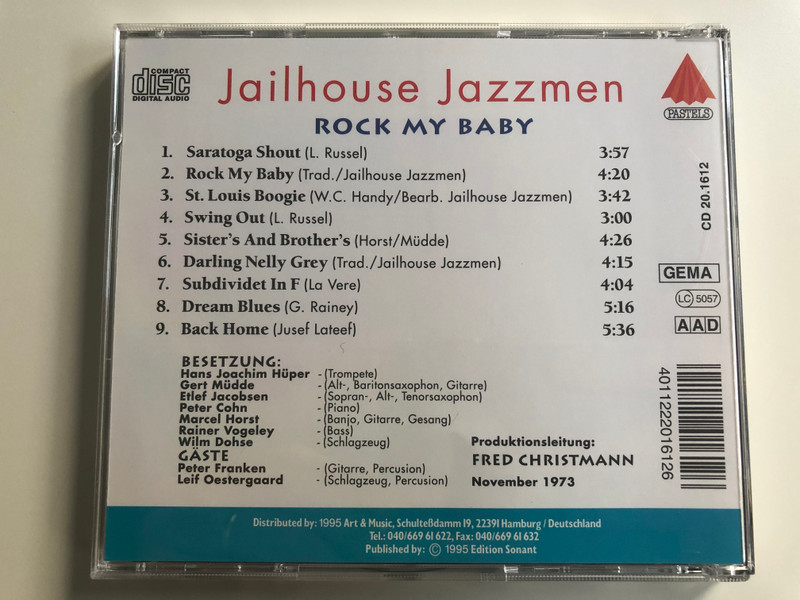 COMPACT
disc
DIGITAL AUDIO
Jailhouse Jazzmen
PASTELS
ROCK MY BABY
1. Saratoga Shout (L. Russel) 3:57
2. Rock My Baby (Trad./Jailhouse Jazzmen) 4:20
3. St. Louis Boogie (W.C. Handy/Bearb. Jailhouse Jazzmen) 3:42
4. Swing Out (L. Russel) 3:00
5. Sister's And Brother's (Horst/Müdde) 4:26
6. Darling Nelly Grey (Trad./Jailhouse Jazzmen) 4:15
7. Subdividet In F (La Vere) 4:04
8. Dream Blues (G. Rainey) 5:16
9. Back Home (Jusef Lateef) 5:36
CD 20.1612
GEMA
LC 5057
AAD
BESETZUNG:
Hans Joachim Hüper - (Trompete)
Gert Müdde - (Alt-, Baritonsaxophon, Gitarre)
Etlef Jacobsen - (Sopran-, Alt-, Tenorsaxophon)
Peter Cohn - (Piano)
Marcel Horst - (Banjo, Gitarre, Gesang)
Rainer Vogeley - (Bass)
Wilm Dohse - (Schlagzeug)
GÄSTE
Peter Franken - (Gitarre, Percusion)
Leif Oestergaard - (Schlagzeug, Percusion)
Produktionsleitung:
FRED CHRISTMANN
November 1973
4011222016126
Distributed by: 1995 Art & Music, Schulteßdamm 19, 22391 Hamburg / Deutschland
Tel.: 040/669 61 622, Fax: 040/669 61 632
Published by: © 1995 Edition Sonant